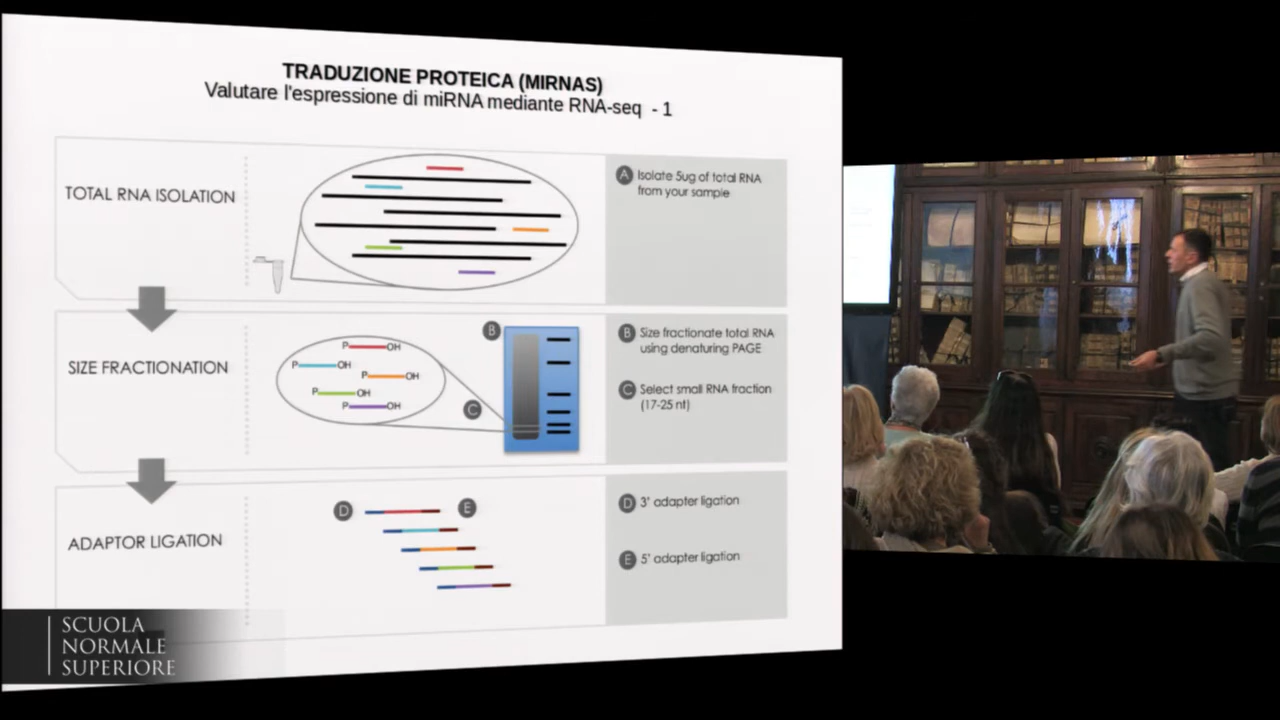 TRADUZIONE PROTEICA (MIRNAS)
Valutare l'espressione di miRNA mediante RNA-seq - 1
TOTAL RNA ISOLATION
A Isolate 5ug of total RNA
from your sample
SIZE FRACTIONATION
P OH
P OH
P OH
P OH
P OH
B
C
B Size fractionate total RNA
using denaturing PAGE
C Select small RNA fraction
(17-25 nt)
ADAPTOR LIGATION
D
E
D 3' adapter ligation
E 5' adapter ligation
SCUOLA
NORMALE
SUPERIORE